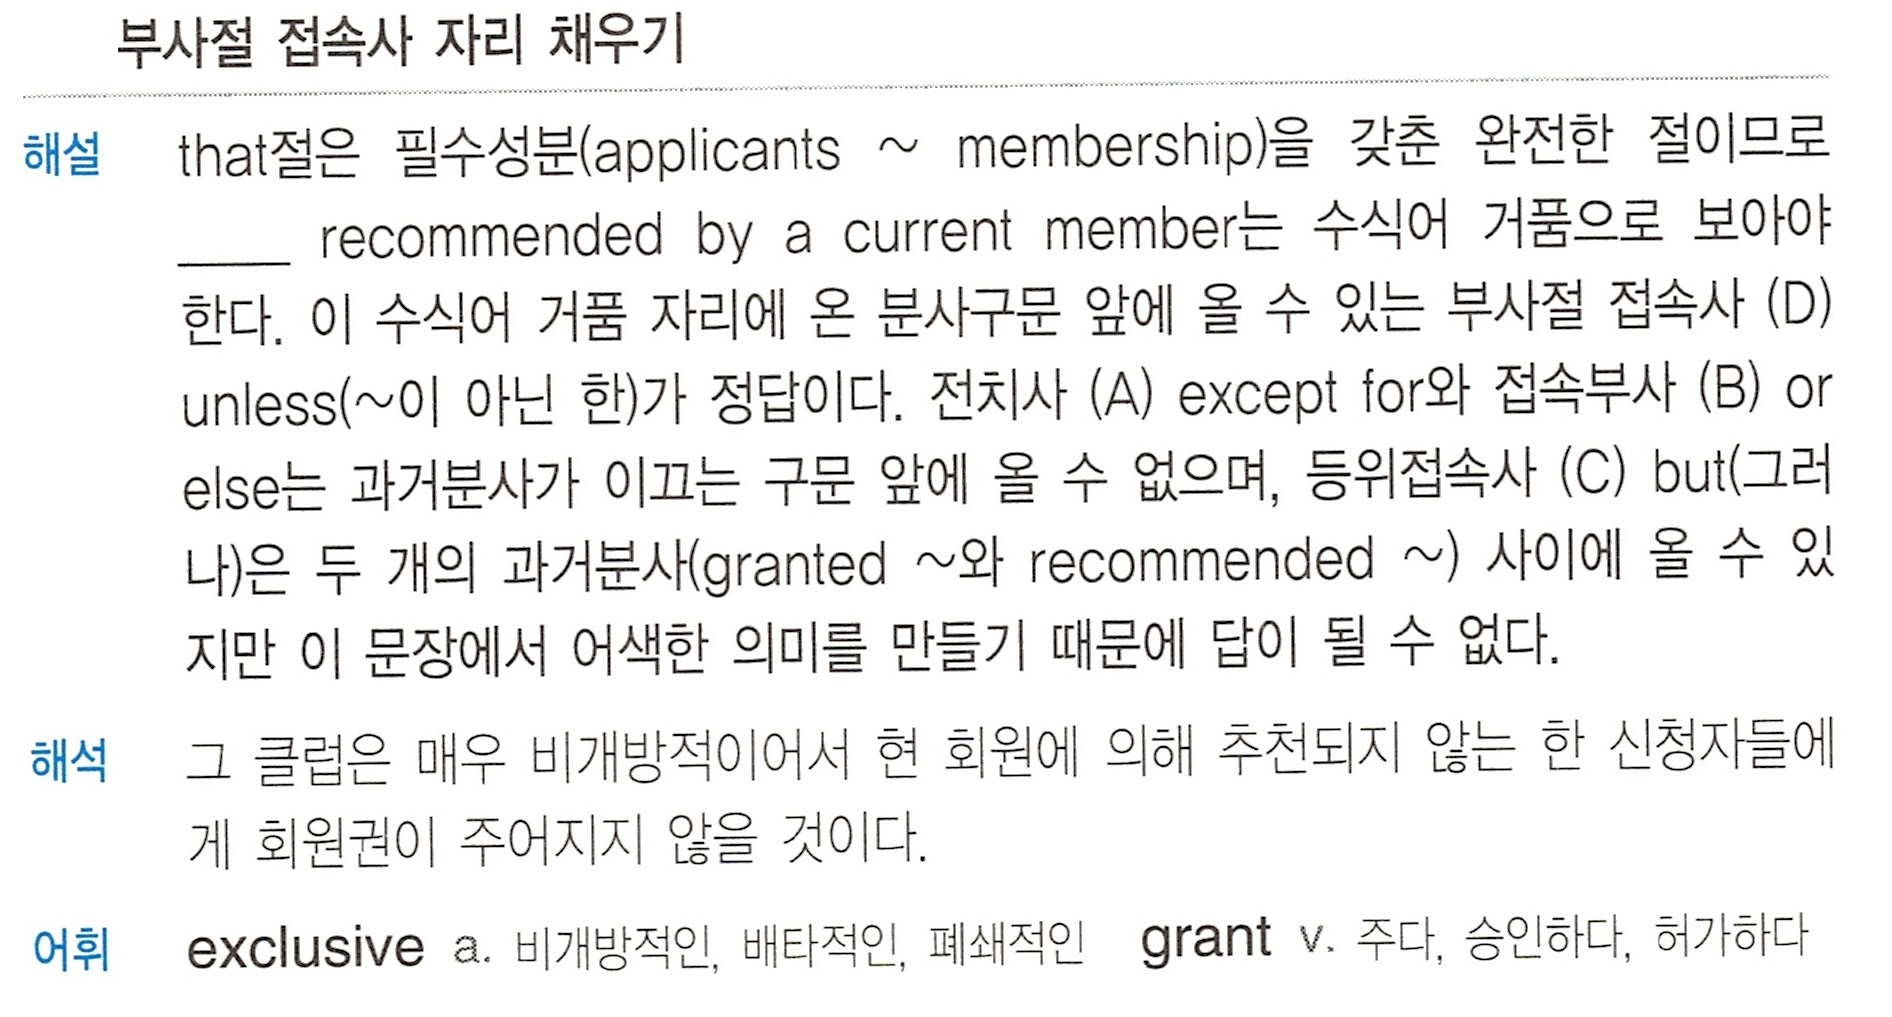 부사절 접속사 자리 채우기
해설 that절은 필수성분(applicants ~ membership)을 갖춘 완전한 절이므로
____ recommended by a current member는 수식어 거품으로 보아야
한다. 이 수식어 거품 자리에 온 분사구문 앞에 올 수 있는 부사절 접속사 (D)
unless(~이 아닌 한)가 정답이다. 전치사 (A) except for와 접속부사 (B) or
else는 과거분사가 이끄는 구문 앞에 올 수 없으며, 등위접속사 (C) but(그러
나)은 두 개의 과거분사(granted ~와 recommended ~) 사이에 올 수 있
지만 이 문장에서 어색한 의미를 만들기 때문에 답이 될 수 없다.
해석 그 클럽은 매우 비개방적이어서 현 회원에 의해 추천되지 않는 한 신청자들에
게 회원권이 주어지지 않을 것이다.
어휘 exclusive a. 비개방적인, 배타적인, 폐쇄적인 grant v. 주다, 승인하다, 허가하다